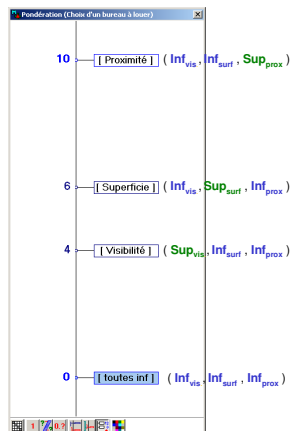 Pondération (Choix d'un bureau à louer)
10 [ Proximité ] ( Inf vis , Inf surf , Sup prox )
6 [ Superficie ] ( Inf vis , Sup surf , Inf prox )
4 [ Visibilité ] ( Sup vis , Inf surf , Inf prox )
0 [ toutes inf ] ( Inf vis , Inf surf , Inf prox )
1 0.?